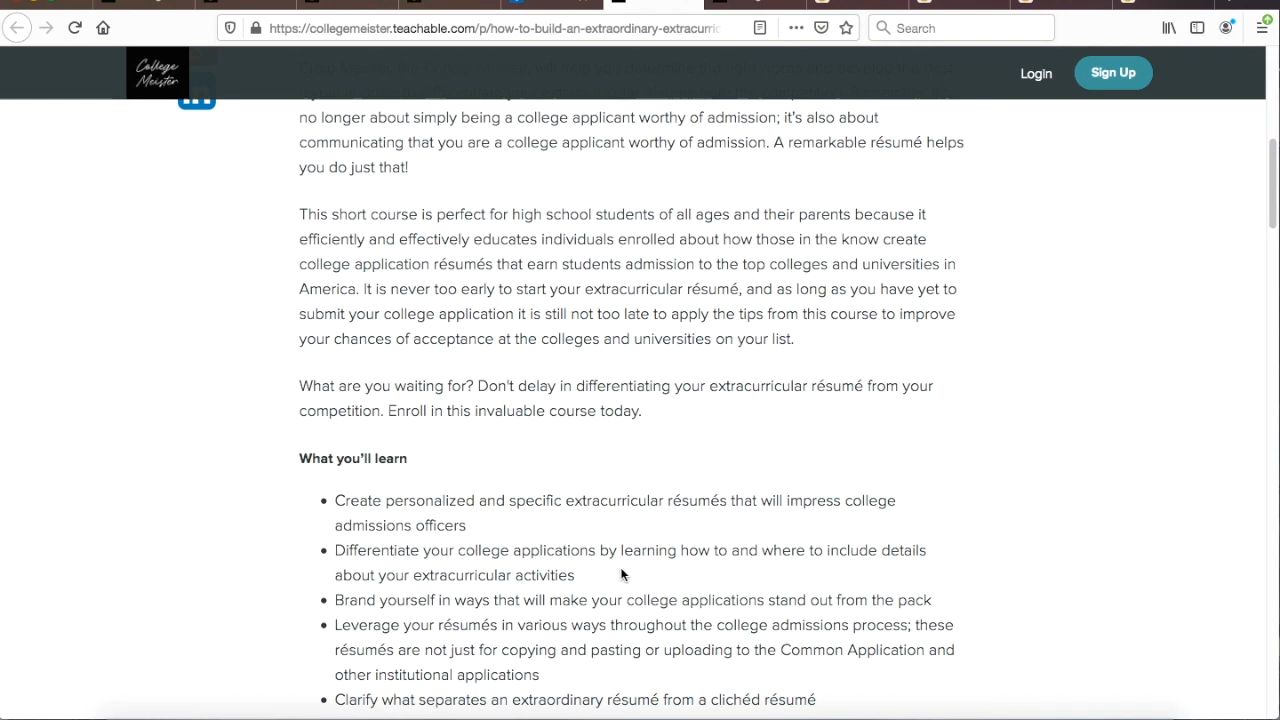 https://collegemeister.teachable.com/p/how-to-build-an-extraordinary-extracurric
Search
College
Meister
Login
Sign Up
no longer about simply being a college applicant worthy of admission; it's also about
communicating that you are a college applicant worthy of admission. A remarkable résumé helps
you do just that!
This short course is perfect for high school students of all ages and their parents because it
efficiently and effectively educates individuals enrolled about how those in the know create
college application résumés that earn students admission to the top colleges and universities in
America. It is never too early to start your extracurricular résumé, and as long as you have yet to
submit your college application it is still not too late to apply the tips from this course to improve
your chances of acceptance at the colleges and universities on your list.
What are you waiting for? Don't delay in differentiating your extracurricular résumé from your
competition. Enroll in this invaluable course today.
What you'll learn
• Create personalized and specific extracurricular résumés that will impress college
admissions officers
• Differentiate your college applications by learning how to and where to include details
about your extracurricular activities
• Brand yourself in ways that will make your college applications stand out from the pack
• Leverage your résumés in various ways throughout the college admissions process; these
résumés are not just for copying and pasting or uploading to the Common Application and
other institutional applications
• Clarify what separates an extraordinary résumé from a clichéd résumé